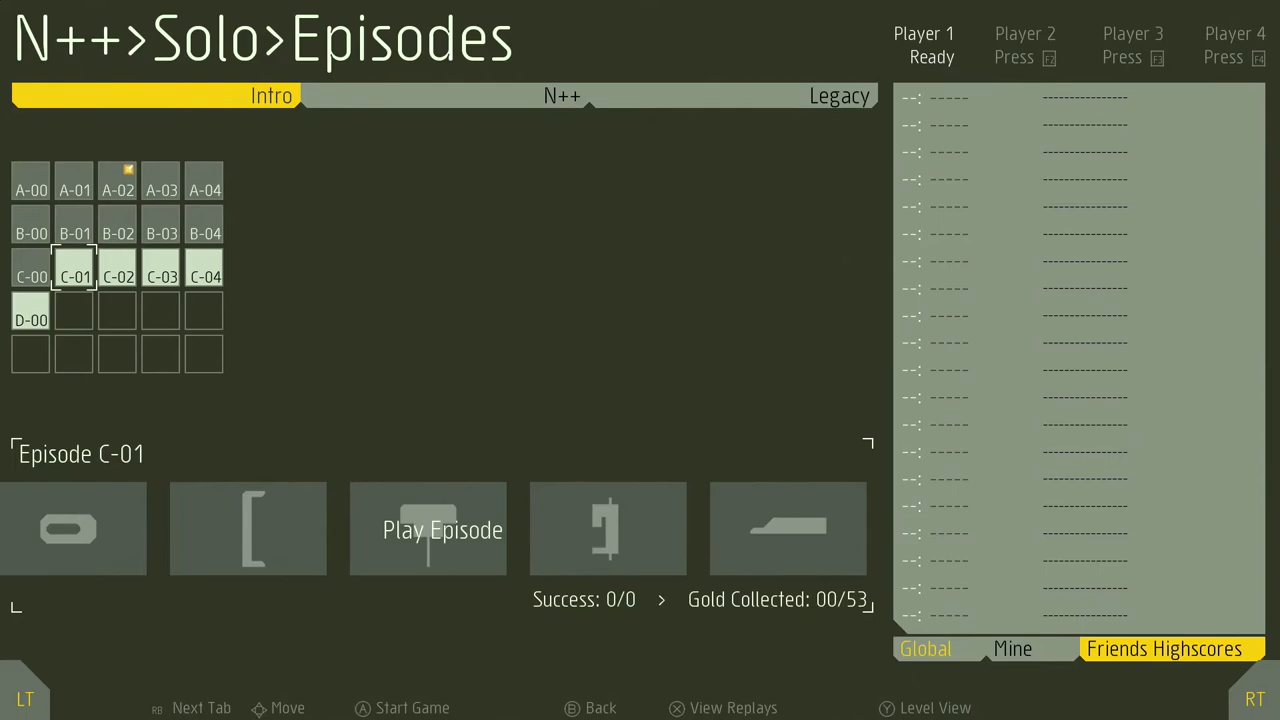 N++>Solo>Episodes
Player 1 Ready
Player 2 Press F2
Player 3 Press F3
Player 4 Press F4
Intro
N++
Legacy
A-00 A-01 A-02 A-03 A-04
B-00 B-01 B-02 B-03 B-04
C-00 C-01 C-02 C-03 C-04
D-00
Episode C-01
Play Episode
Success: 0/0 > Gold Collected: 00/53
Global Mine Friends Highscores
LT
RB Next Tab Move A Start Game B Back X View Replays Y Level View
RT